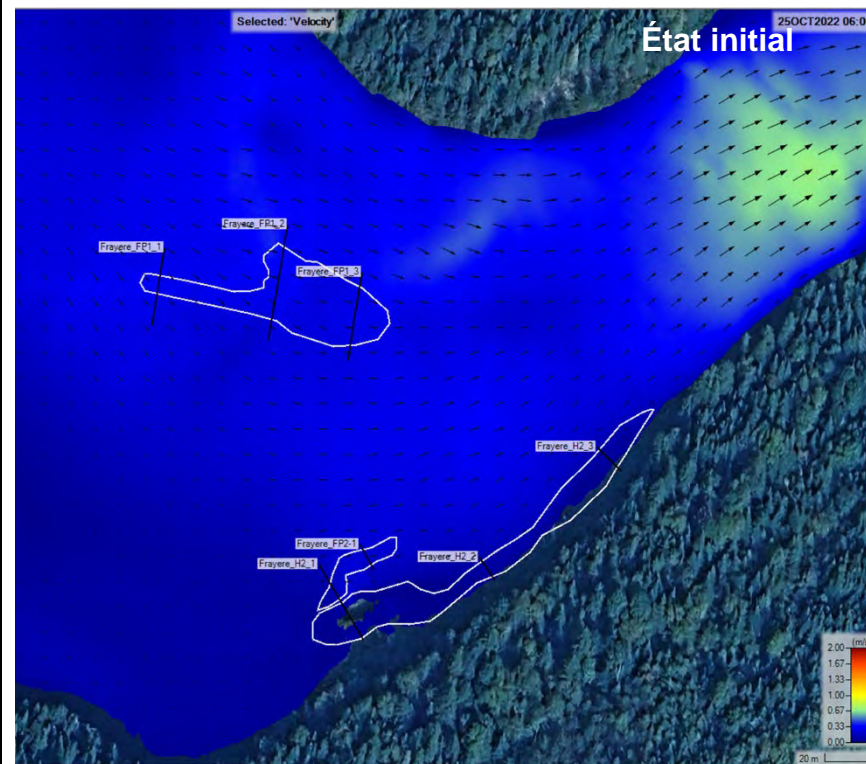 Selected: 'Velocity'
25OCT2022 06:0
État initial
Frayere_FP1_2
Frayere_FP1_1
Frayere_FP1_3
Frayere_H2_3
Frayere_FP2-1
Frayere_H2_2
Frayere_H2_1
(m/s
2.00
1.67
1.33
1.00
0.67
0.33
0.00
20 m